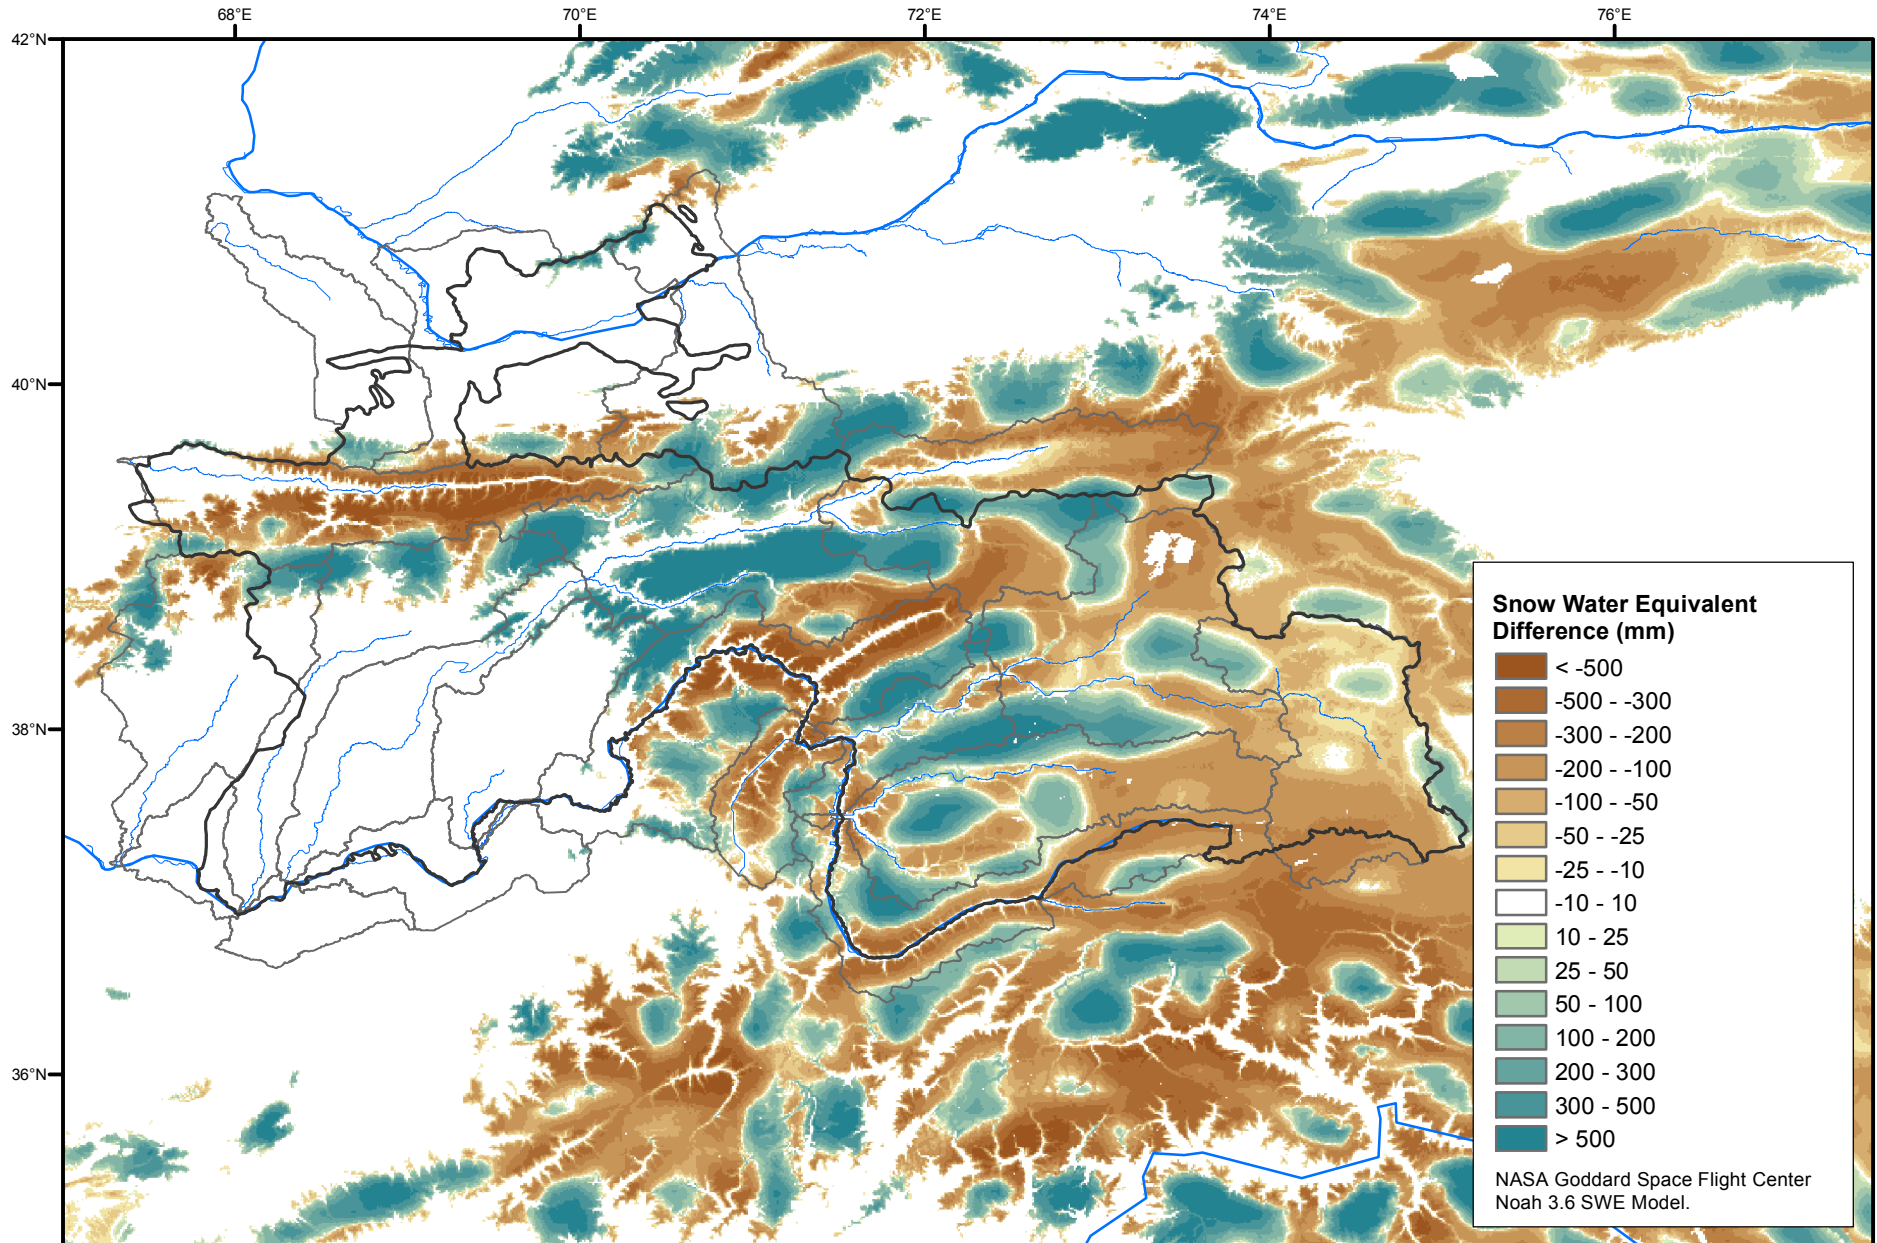 68°E
70°E
72°E
74°E
76°E
42°N
40°N
38°N
36°N
Snow Water Equivalent
Difference (mm)
< -500
-500 - -300
-300 - -200
-200 - -100
-100 - -50
-50 - -25
-25 - -10
-10 - 10
10 - 25
25 - 50
50 - 100
100 - 200
200 - 300
300 - 500
> 500
NASA Goddard Space Flight Center
Noah 3.6 SWE Model.